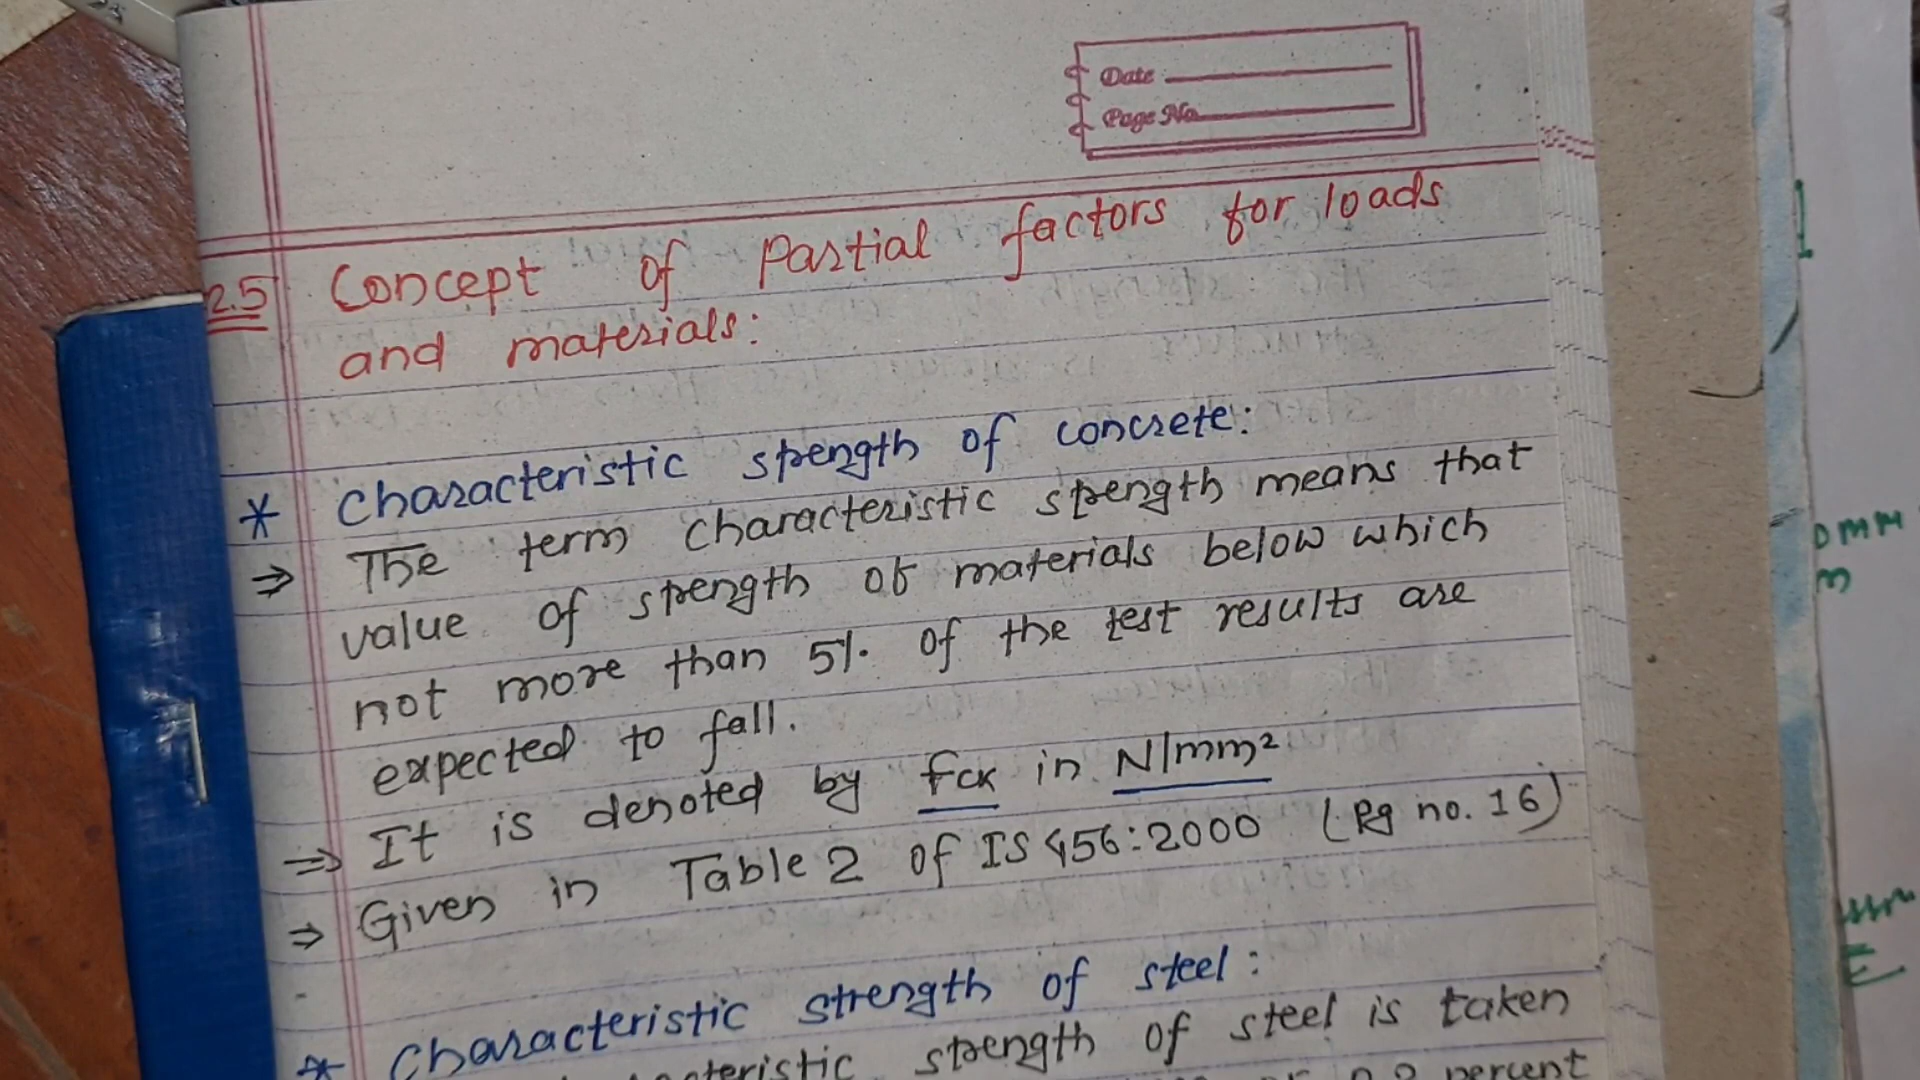 Date
Page No.
2.5 Concept of Partial factors for loads
and materials:
* Characteristic strength of concrete:
⇒ The term characteristic strength means that
value of strength of materials below which
not more than 5% of the test results are
expected to fall.
⇒ It is denoted by fck in N/mm²
⇒ Given in Table 2 of IS 456:2000 (Pg no. 16)
* Characteristic strength of steel:
strength of steel is taken
percent